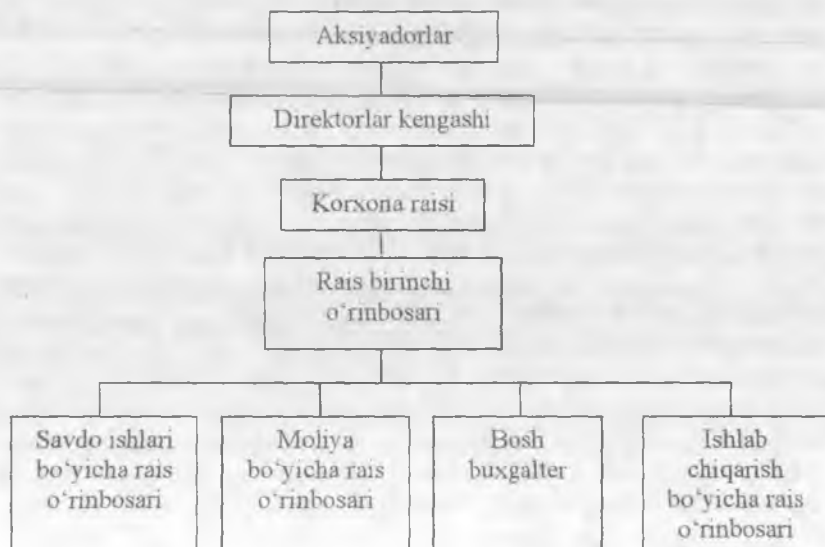 Aksiyadorlar
Direktorlar kengashi
Korxona raisi
Rais birinchi
o‘rinbosari
Savdo ishlari
bo‘yicha rais
o‘rinbosari
Moliya
bo‘yicha rais
o‘rinbosari
Bosh
buxgalter
Ishlab
chiqarish
bo‘yicha rais
o‘rinbosari